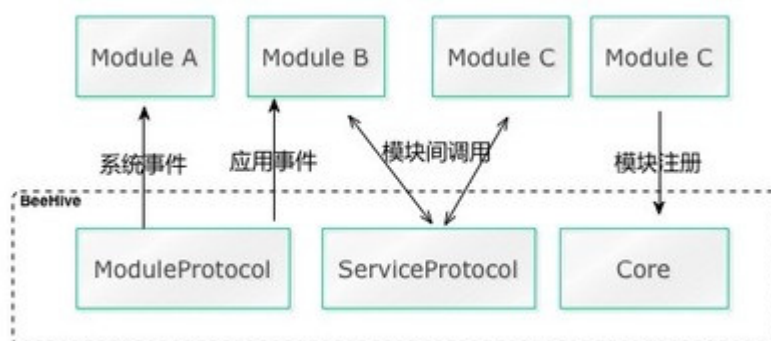 Module A
Module B
Module C
Module C
系统事件
应用事件
模块间调用
模块注册
BeeHive
ModuleProtocol
ServiceProtocol
Core